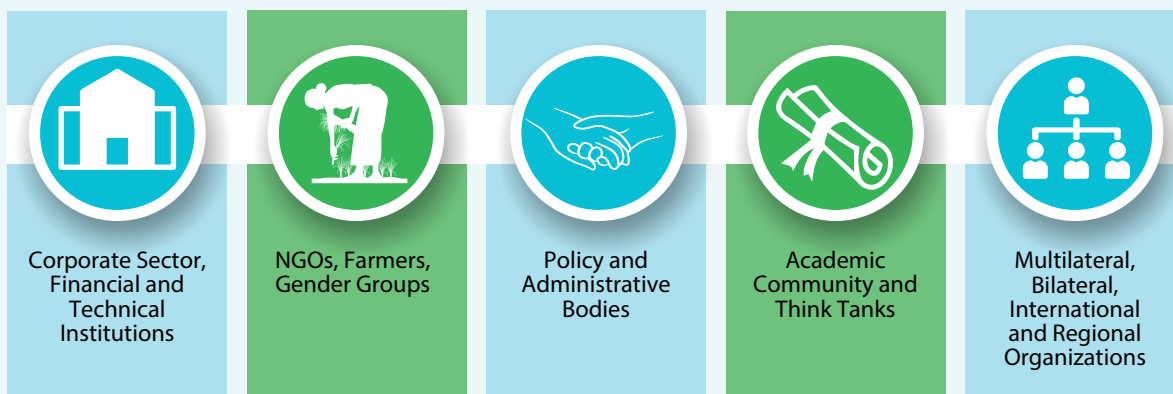 Corporate Sector,
Financial and
Technical
Institutions
NGOs, Farmers,
Gender Groups
Policy and
Administrative
Bodies
Academic
Community and
Think Tanks
Multilateral,
Bilateral,
International
and Regional
Organizations